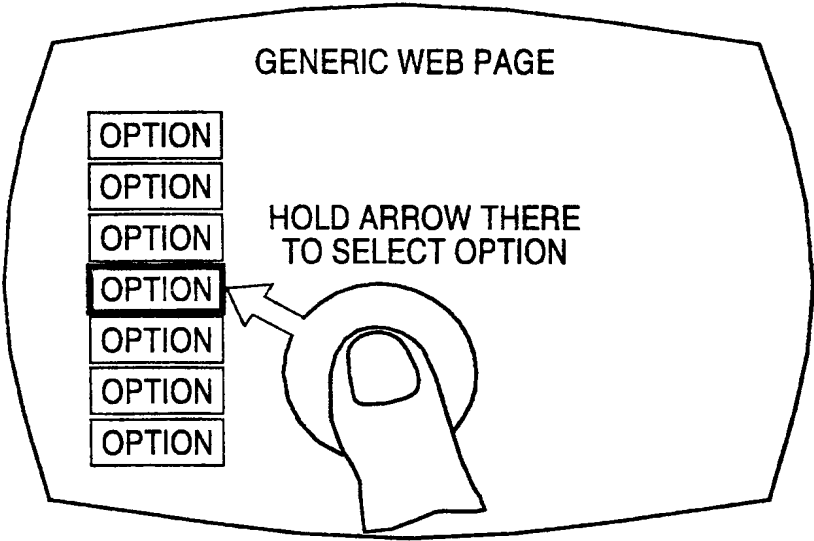 GENERIC WEB PAGE
OPTION
OPTION
OPTION
HOLD ARROW THERE
TO SELECT OPTION
OPTION
OPTION
OPTION
OPTION